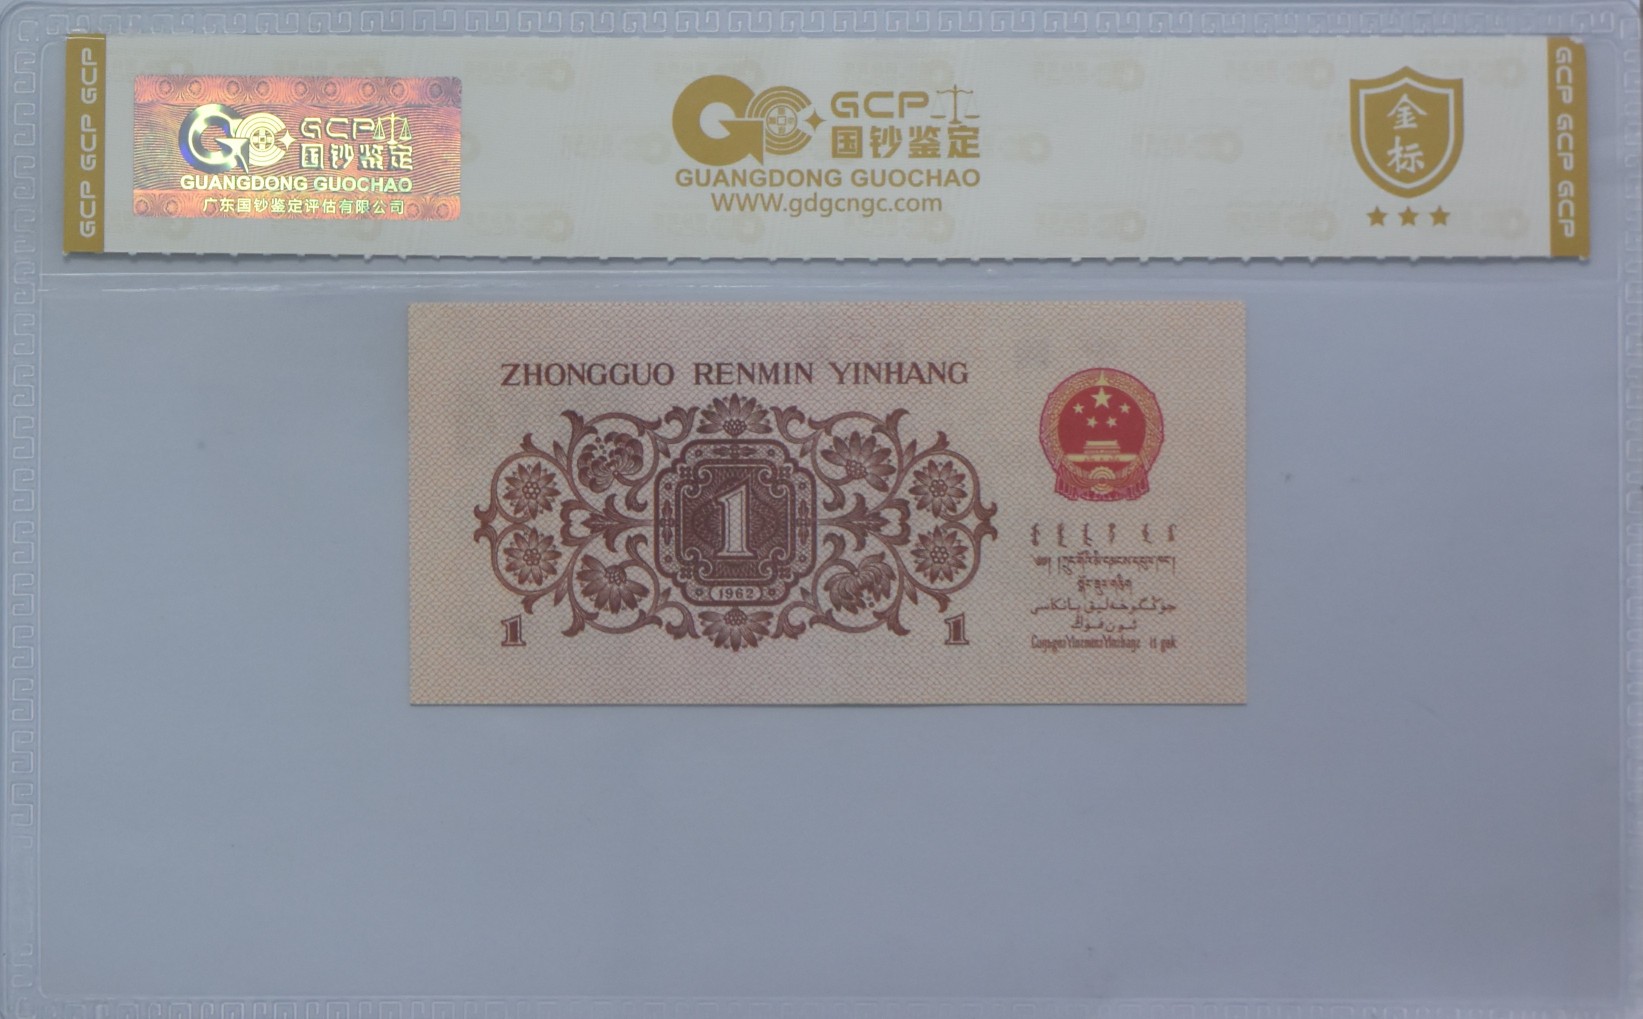 GCP GCP GCP
GCP
国钞鉴定
GUANGDONG GUOCHAO
广东国钞鉴定评估有限公司
GCP
国钞鉴定
GUANGDONG GUOCHAO
WWW.gdgcngc.com
金
标
GCP GCP GCP
ZHONGGUO RENMIN YINHANG
1
1962
1 1